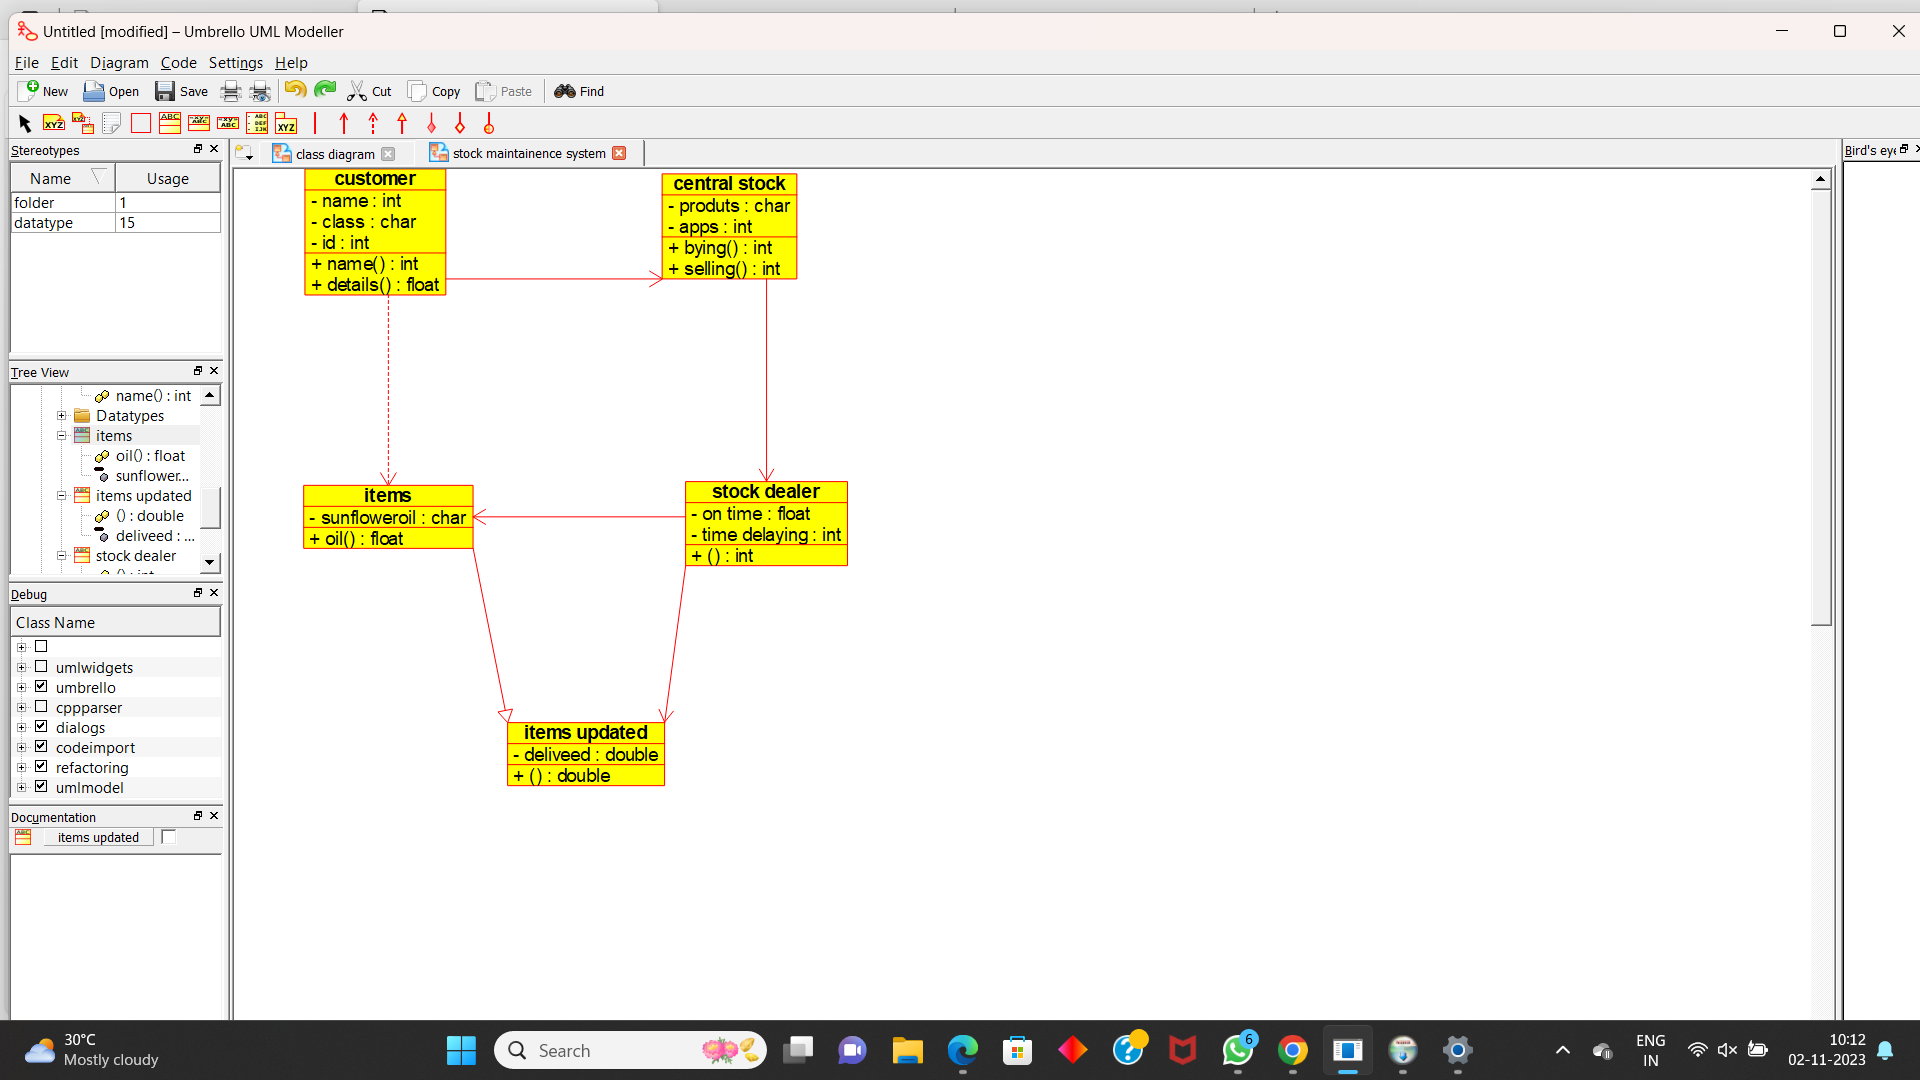 Untitled [modified] – Umbrello UML Modeller
File Edit Diagram Code Settings Help
New Open Save Cut Copy Paste Find
Stereotypes
Name Usage
folder 1
datatype 15
Tree View
name() : int
Datatypes
items
oil() : float
sunflower...
items updated
() : double
deliveed : ...
stock dealer
Debug
Class Name
umlwidgets
umbrello
cppparser
dialogs
codeimport
refactoring
umlmodel
Documentation
items updated
class diagram
stock maintainence system
Bird's eye
customer
- name : int
- class : char
- id : int
+ name() : int
+ details() : float
central stock
- produts : char
- apps : int
+ bying() : int
+ selling() : int
items
- sunfloweroil : char
+ oil() : float
stock dealer
- on time : float
- time delaying : int
+ () : int
items updated
- deliveed : double
+ () : double
30°C
Mostly cloudy
Search
6
ENG
IN
10:12
02-11-2023